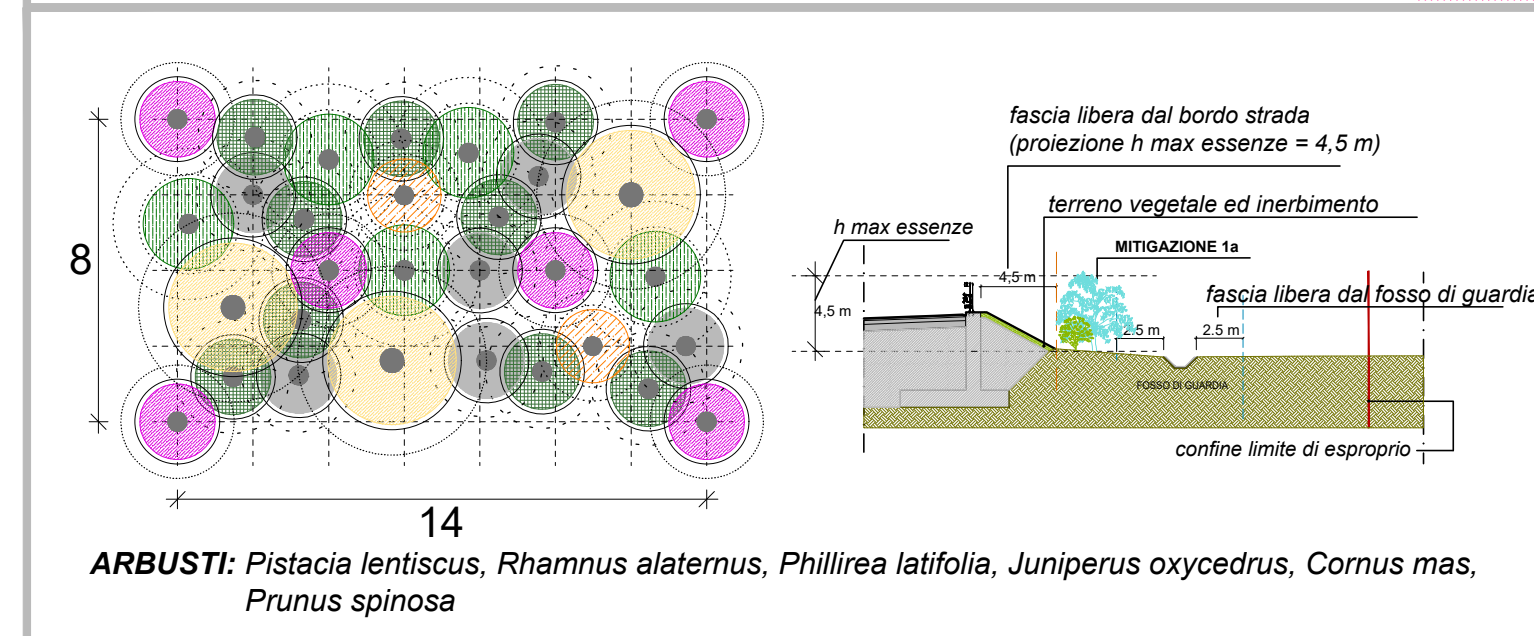 8
14
fascia libera dal bordo strada
(proiezione h max essenze = 4,5 m)
terreno vegetale ed inerbimento
h max essenze
MITIGAZIONE 1a
4,5 m
fascia libera dal fosso di guardia
4,5 m
2.5 m
2.5 m
FOSSO DI GUARDIA
confine limite di esproprio
ARBUSTI: Pistacia lentiscus, Rhamnus alaternus, Phillirea latifolia, Juniperus oxycedrus, Cornus mas,
Prunus spinosa